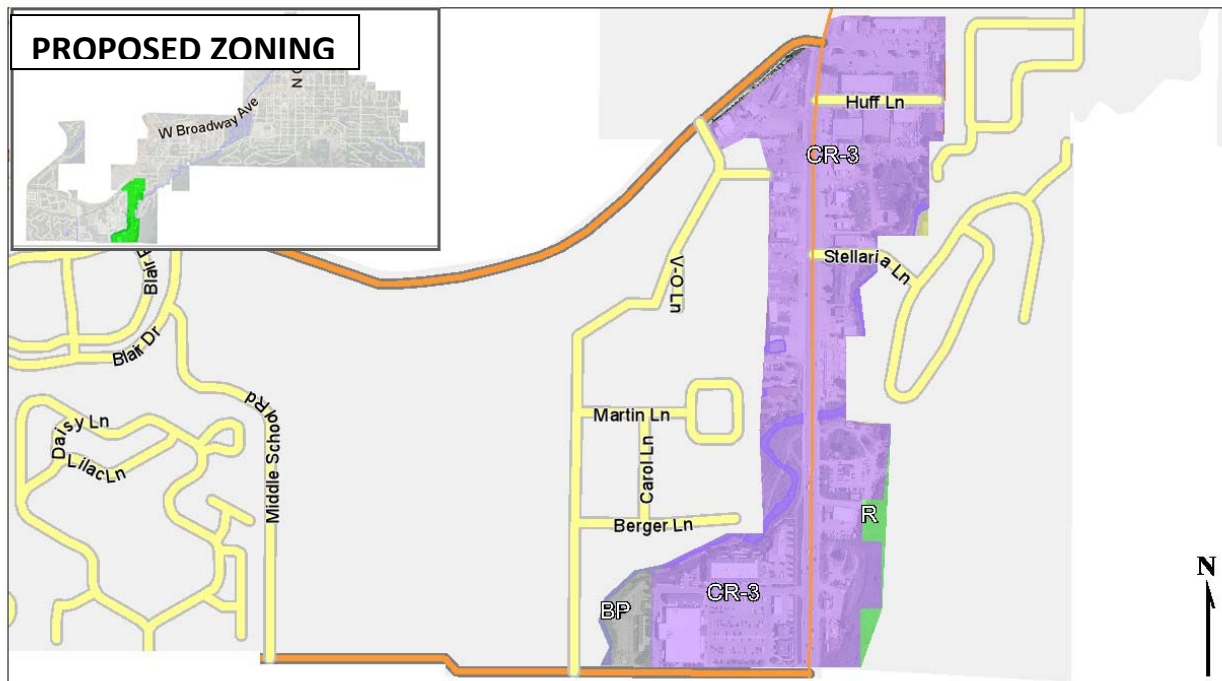 PROPOSED ZONING
W Broadway Ave
Huff Ln
CR-3
Stellaria Ln
V-O Ln
Blair Dr
Middle School Rd
Daisy Ln
Lilac Ln
Martin Ln
Carol Ln
Berger Ln
R
CR-3
BP
N